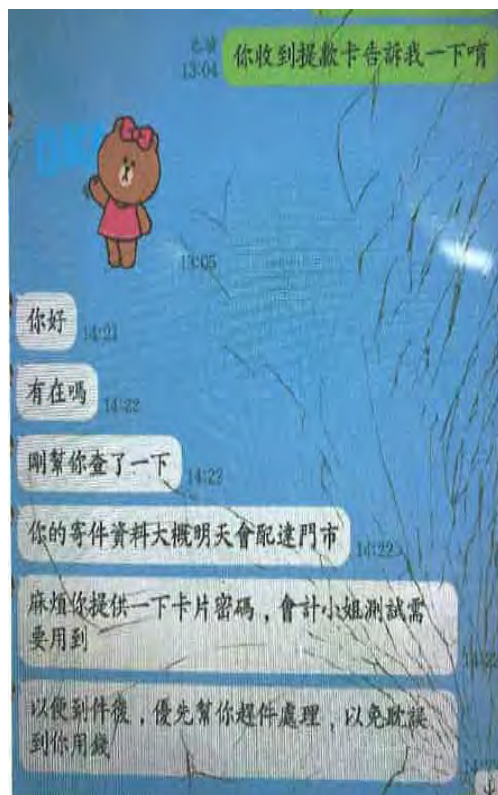 你收到提款卡告訴我一下唷
已讀
13:04
13:05
你好
14:21
有在嗎
14:22
剛幫你查了一下
14:22
你的寄件資料大概明天會配達門市
14:22
麻煩你提供一下卡片密碼，會計小姐測試需
要用到
以便到件後，優先幫你趕件處理，以免耽誤
到你用錢